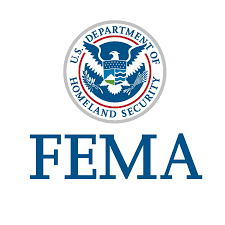 U.S. DEPARTMENT OF
HOMELAND SECURITY
FEMA